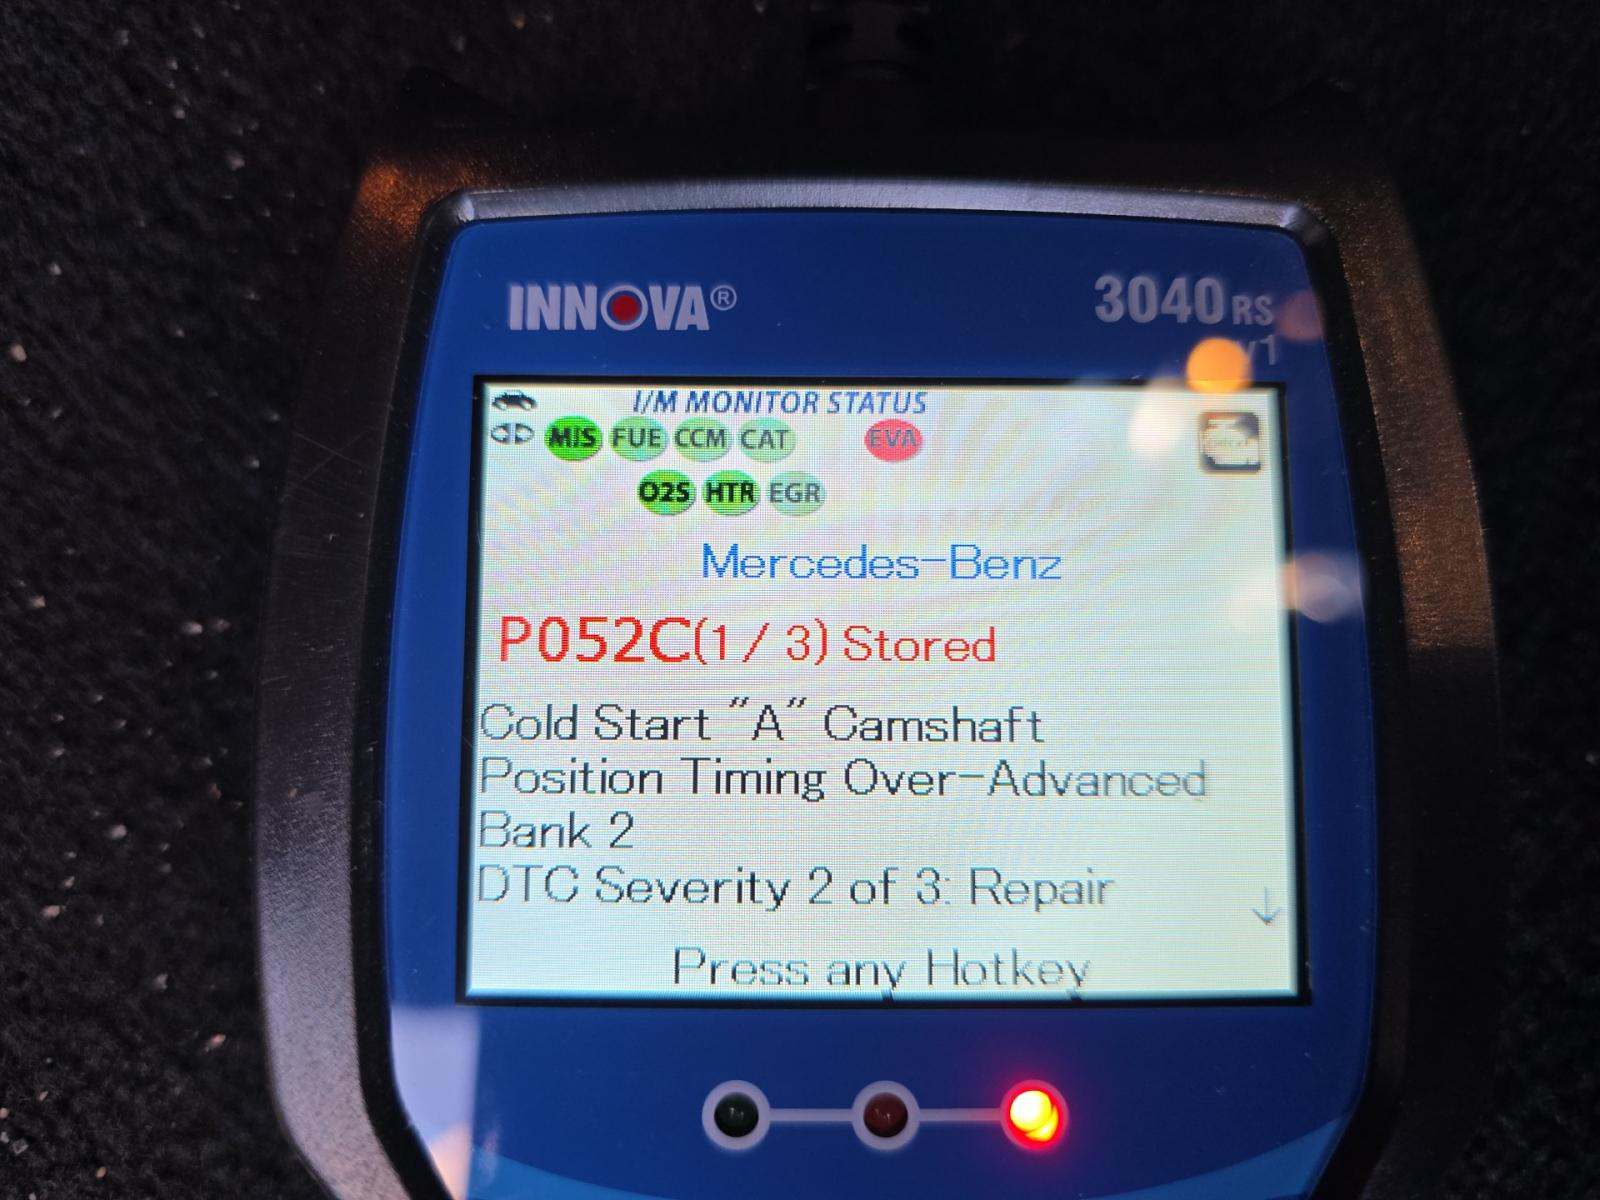 INNOVA®
3040RS
v1
I/M MONITOR STATUS
MIS FUE CCM CAT EVA
O2S HTR EGR
Mercedes-Benz
P052C(1 / 3) Stored
Cold Start "A" Camshaft
Position Timing Over-Advanced
Bank 2
DTC Severity 2 of 3: Repair
Press any Hotkey